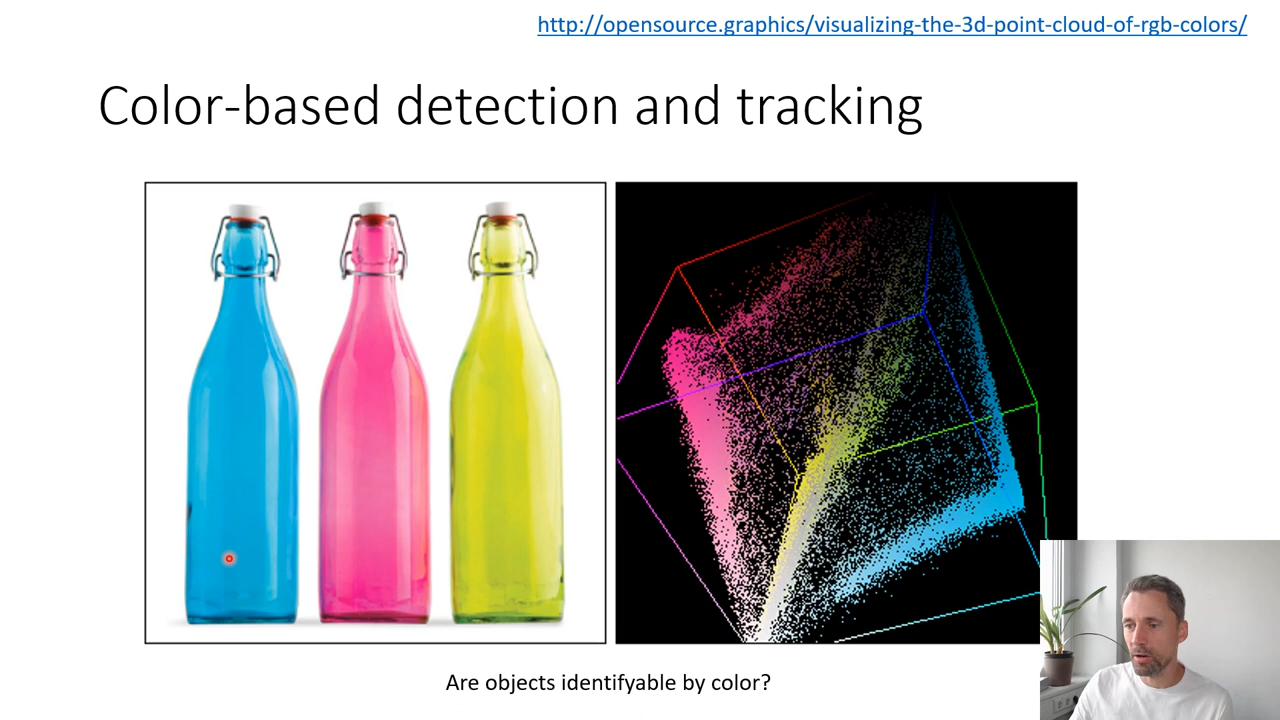 http://opensource.graphics/visualizing-the-3d-point-cloud-of-rgb-colors/
Color-based detection and tracking
Are objects identifyable by color?